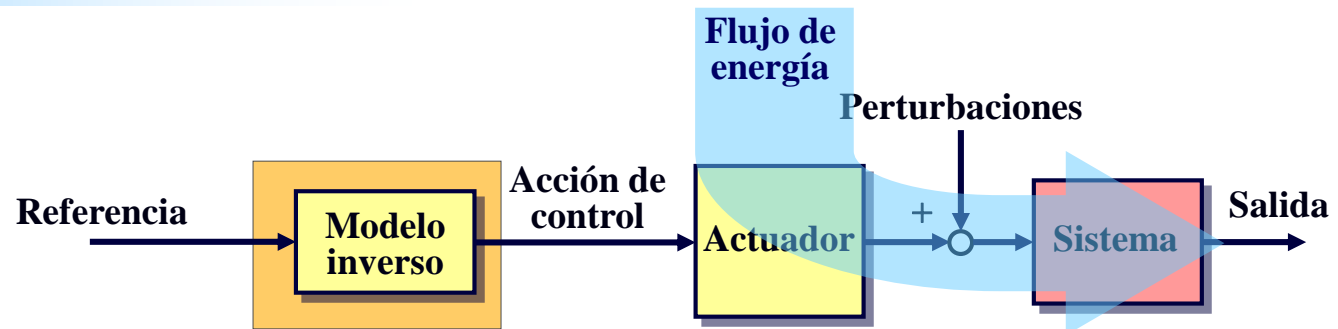 Flujo de
energía
Perturbaciones
Referencia
Modelo
inverso
Acción de
control
Actuador
+
Sistema
Salida